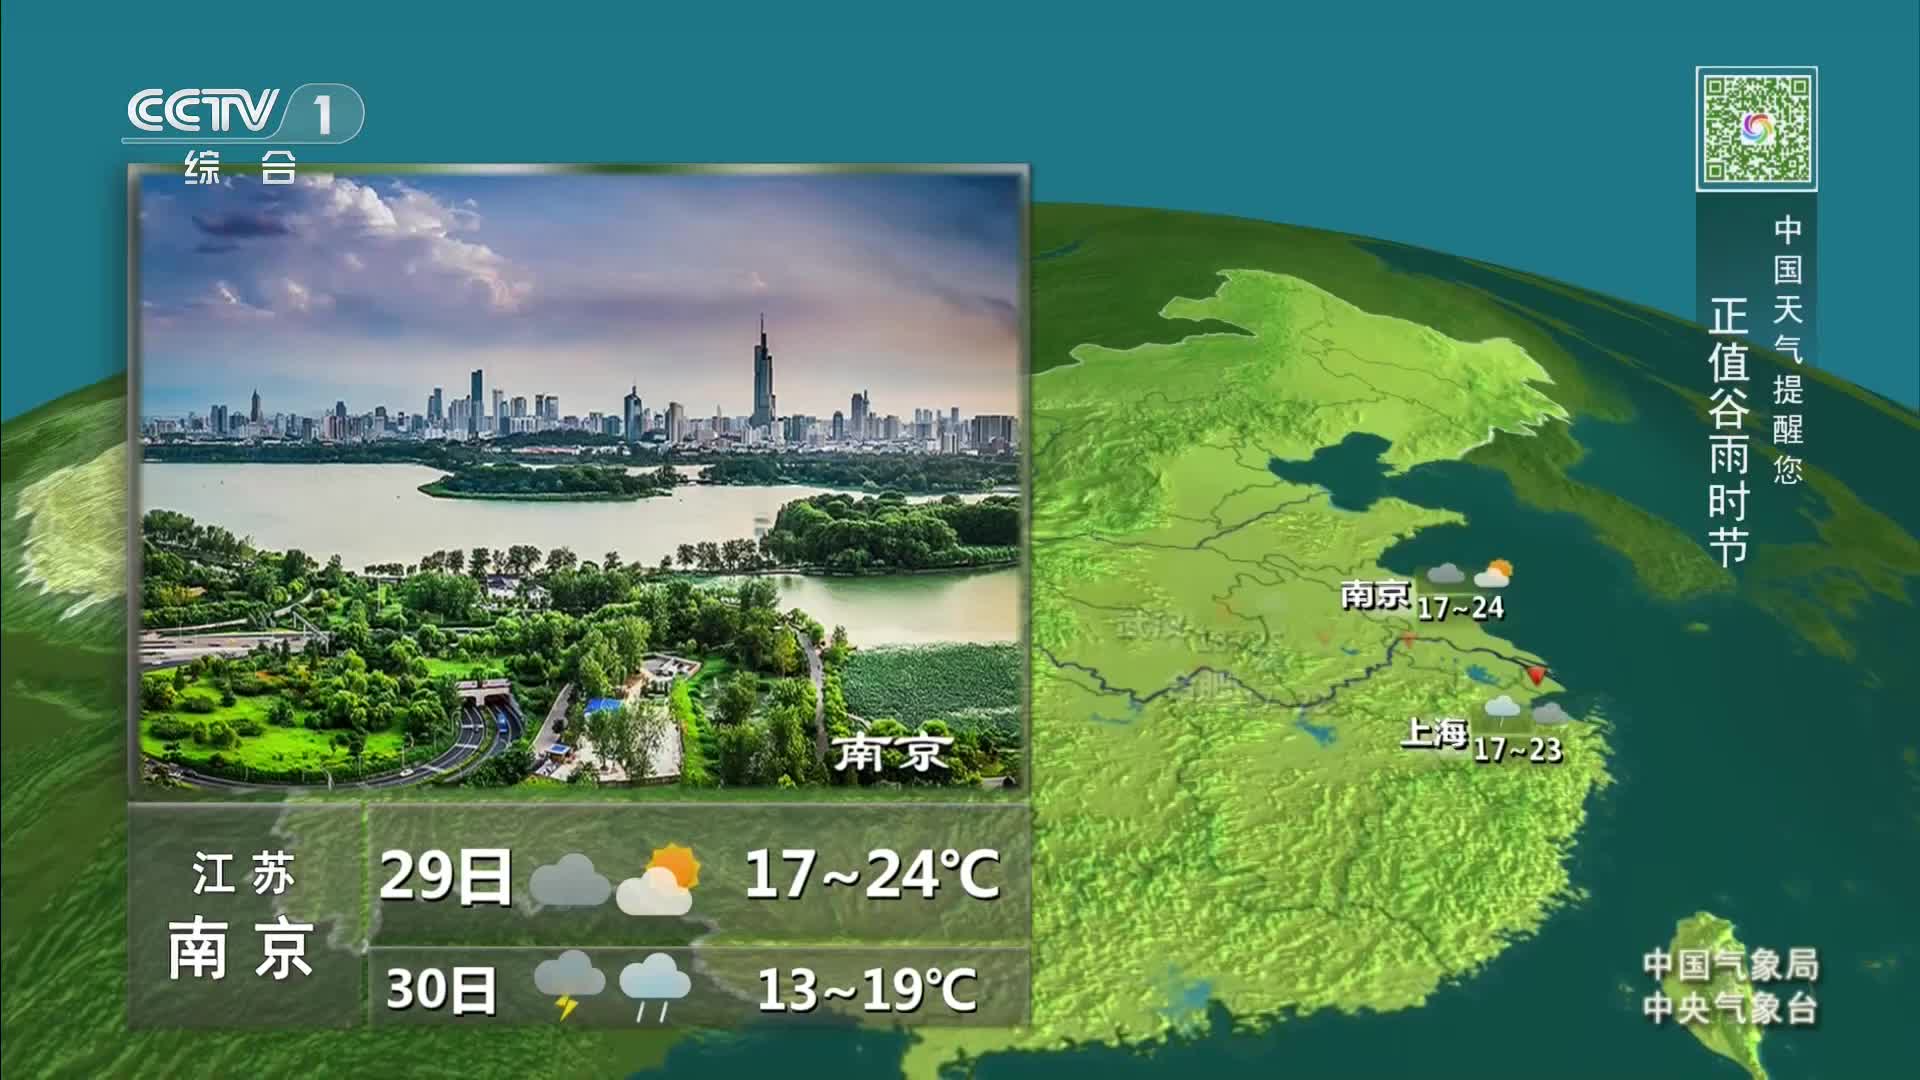 CCTV 1
综 合
中国天气提醒您
正值谷雨时节
南京
17~24
上海
17~23
南京
江苏
南京
29日 17~24℃
30日 13~19℃
中国气象局
中央气象台